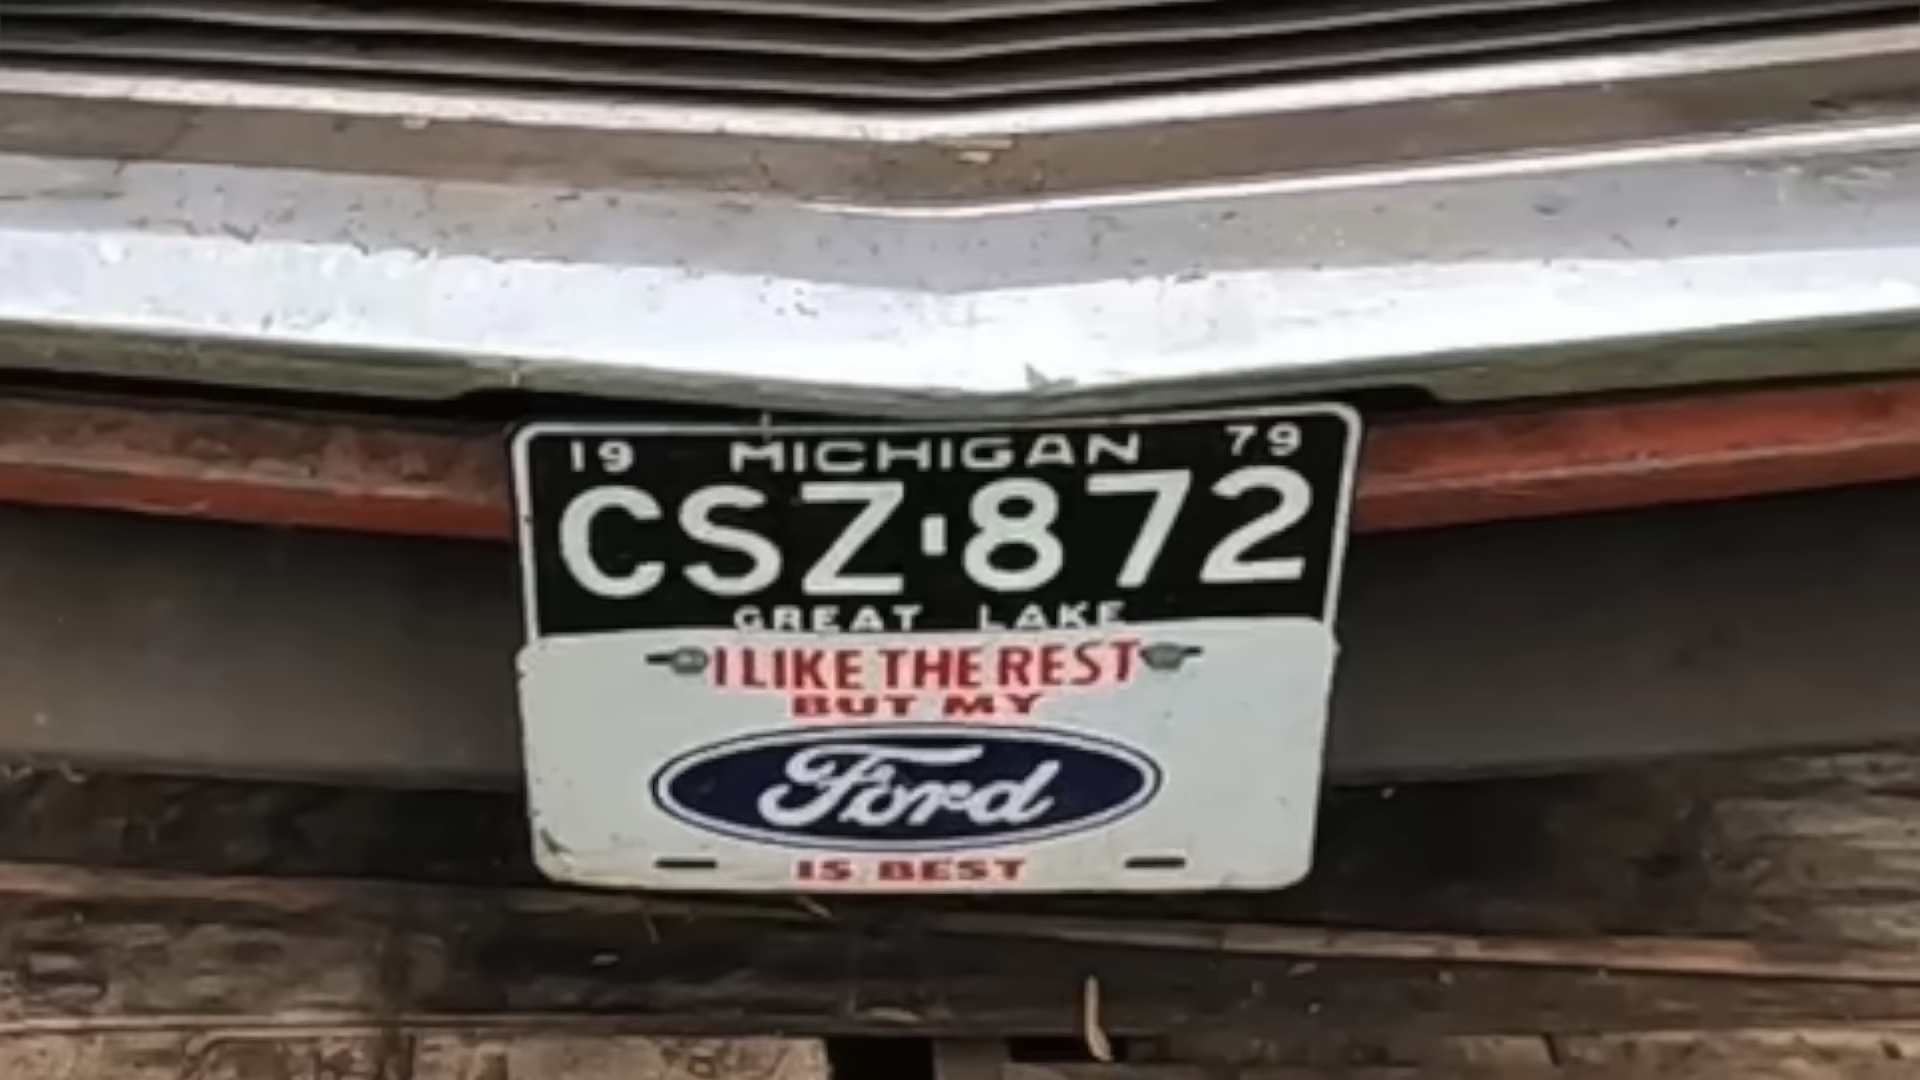 19 MICHIGAN 79
CSZ-872
GREAT LAKE
I LIKE THE REST
BUT MY
Ford
IS BEST